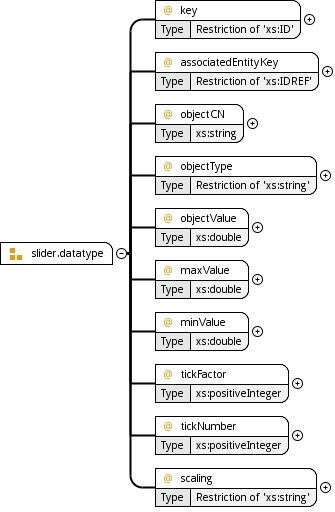 @ key
Type Restriction of 'xs:ID'
@ associatedEntityKey
Type Restriction of 'xs:IDREF'
@ objectCN
Type xs:string
@ objectType
Type Restriction of 'xs:string'
@ objectValue
Type xs:double
slider.datatype
@ maxValue
Type xs:double
@ minValue
Type xs:double
@ tickFactor
Type xs:positiveInteger
@ tickNumber
Type xs:positiveInteger
@ scaling
Type Restriction of 'xs:string'